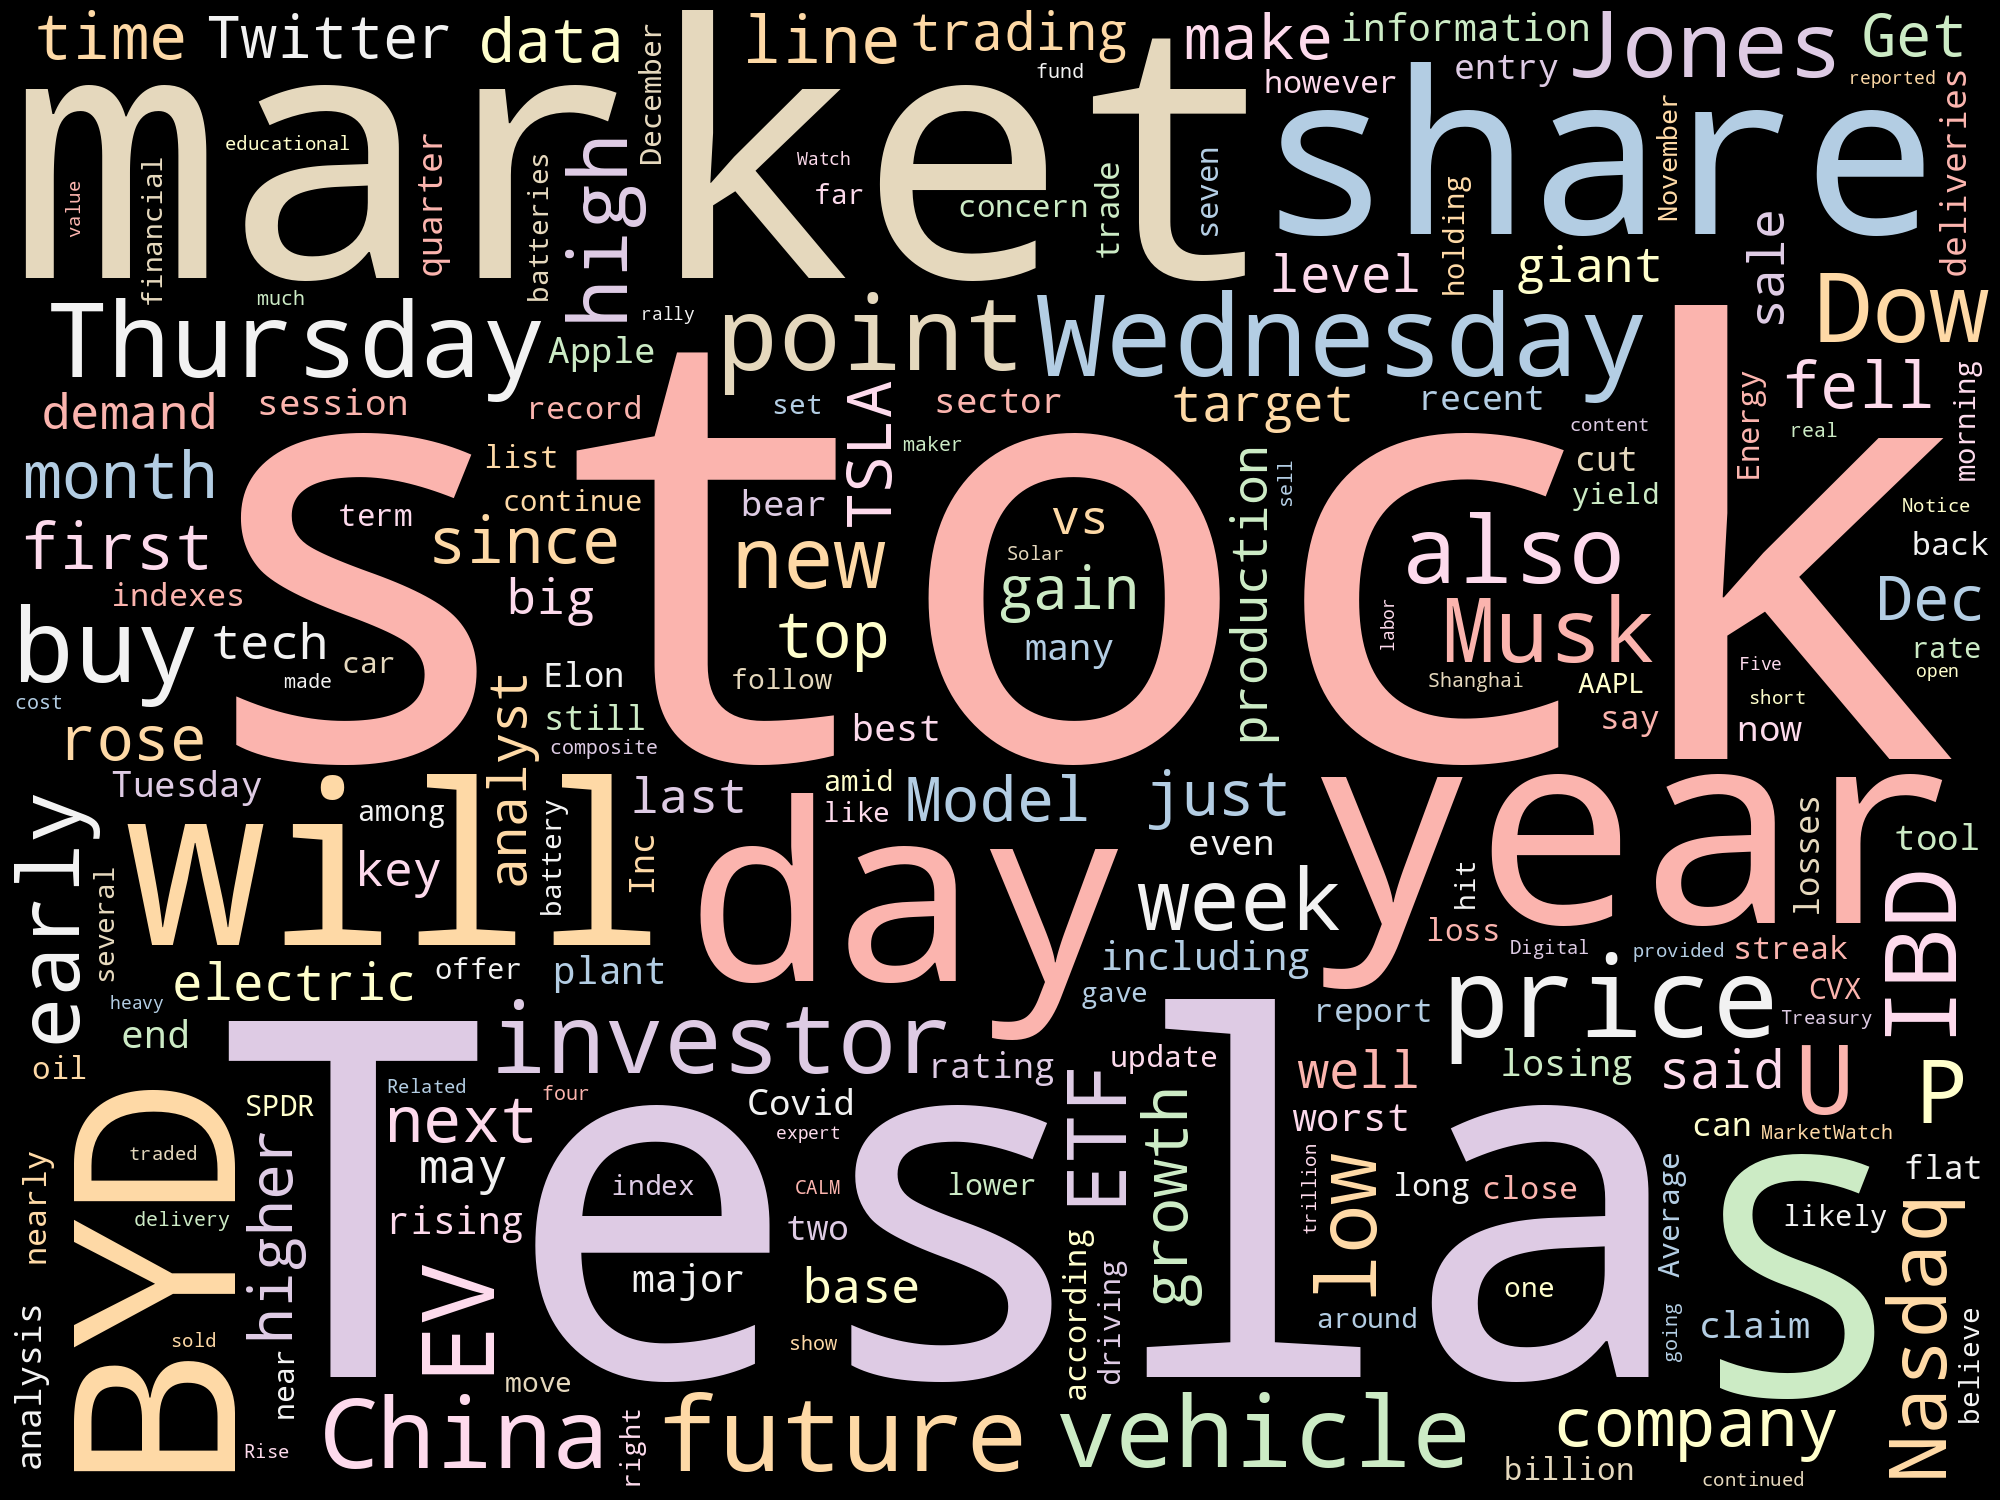 time
Twitter
data
December
line
trading
fund
make
information
however
entry
Jones
Get
reported
market
share
educational
value
financial
quarter
batteries
high
Watch
far
concern
trade
seven
holding
November
sale
deliveries
much
rally
level
giant
Thursday
Apple
point
Wednesday
Dow
demand
session
record
set
TSLA
sector
target
recent
fell
morning
Energy
content
real
maker
month
list
stock
cut
yield
sell
term
continue
bear
vs
Notice
first
since
new
Solar
gain
production
also
back
indexes
big
Dec
buy
tech
car
made
top
many
labor
Musk
rate
Five
open
cost
Elon
follow
Shanghai
AAPL
short
rose
analyst
still
composite
best
say
now
Tuesday
will
last
amid
like
Model
just
year
early
among
battery
Inc
day
even
losses
tool
key
week
hit
several
loss
Digital
provided
streak
IBD
electric
offer
plant
including
heavy
gave
report
price
CVX
Treasury
end
investor
oil
rating
update
well
losing
said
U
P
Related
four
SPDR
next
Covid
expert
ETF
growth
worst
can
MarketWatch
BYD
traded
higher
Tesla
s
may
index
CALM
lower
trillion
low
long
close
Average
flat
nearly
delivery
rising
two
likely
EV
major
base
according
driving
one
Nasdaq
analysis
sold
show
around
going
claim
near
move
believe
Rise
China
right
future
vehicle
company
billion
continued